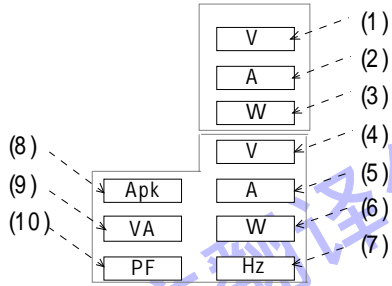 V (1)
A (2)
W (3)
V (4)
(8) Apk A (5)
(9) VA W (6)
(10) PF Hz (7)